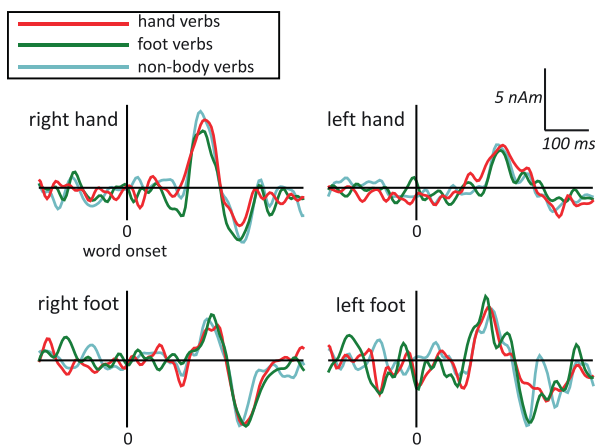 hand verbs
foot verbs
non-body verbs
right hand
left hand
5 nAm
100 ms
0
0
word onset
right foot
left foot
0
0